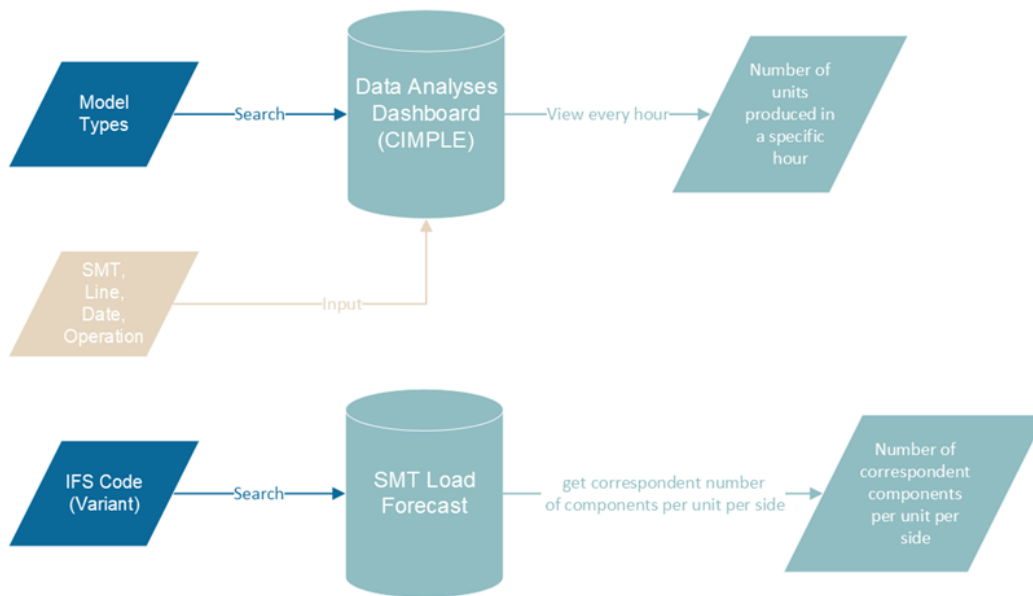 Model
Types
Search
Data Analyses
Dashboard
(CIMPLE)
View every hour
Number of
units
produced in
a specific
hour
SMT,
Line,
Date,
Operation
Input
IFS Code
(Variant)
Search
SMT Load
Forecast
get correspondent number
of components per unit per side
Number of
correspondent
components
per unit per
side